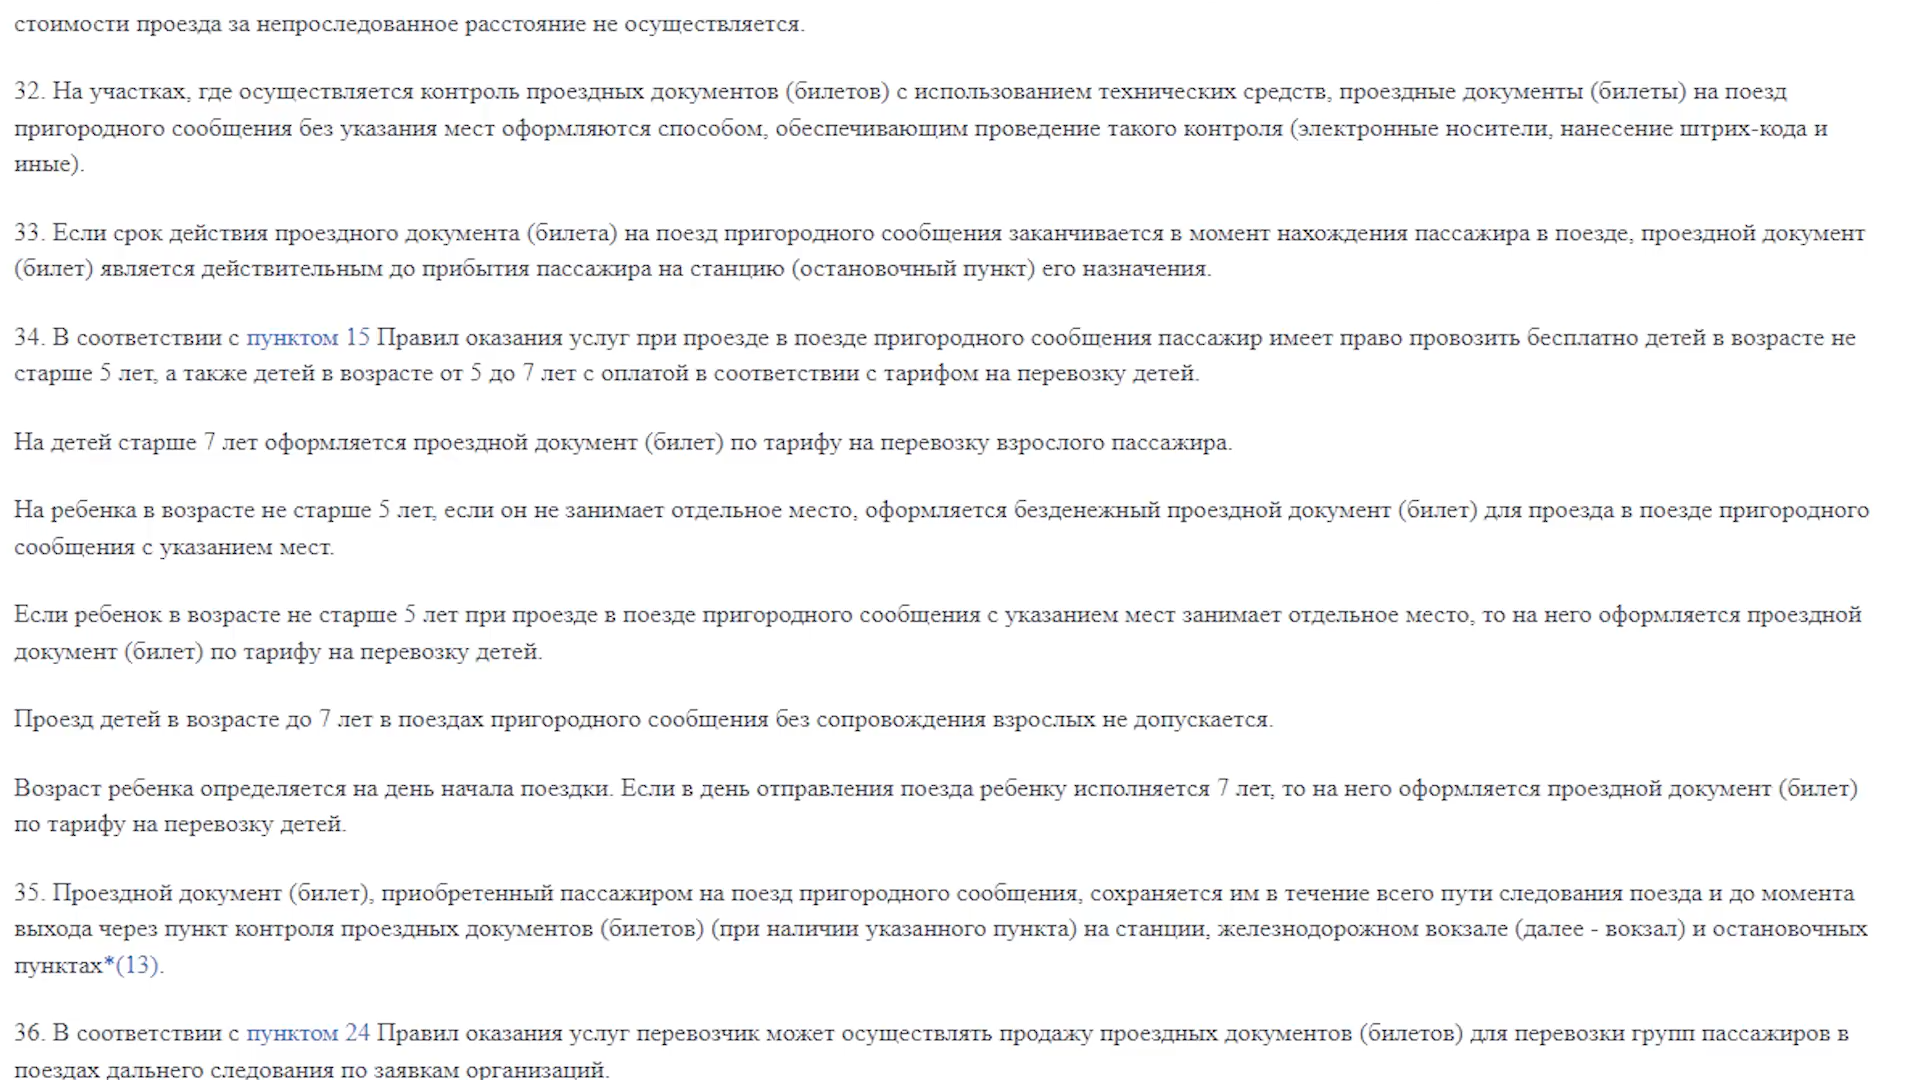 стоимости проезда за непроследованное расстояние не осуществляется.
32. На участках, где осуществляется контроль проездных документов (билетов) с использованием технических средств, проездные документы (билеты) на поезд
пригородного сообщения без указания мест оформляются способом, обеспечивающим проведение такого контроля (электронные носители, нанесение штрих-кода и
иные).
33. Если срок действия проездного документа (билета) на поезд пригородного сообщения заканчивается в момент нахождения пассажира в поезде, проездной документ
(билет) является действительным до прибытия пассажира на станцию (остановочный пункт) его назначения.
34. В соответствии с пунктом 15 Правил оказания услуг при проезде в поезде пригородного сообщения пассажир имеет право провозить бесплатно детей в возрасте не
старше 5 лет, а также детей в возрасте от 5 до 7 лет с оплатой в соответствии с тарифом на перевозку детей.
На детей старше 7 лет оформляется проездной документ (билет) по тарифу на перевозку взрослого пассажира.
На ребенка в возрасте не старше 5 лет, если он не занимает отдельное место, оформляется безденежный проездной документ (билет) для проезда в поезде пригородного
сообщения с указанием мест.
Если ребенок в возрасте не старше 5 лет при проезде в поезде пригородного сообщения с указанием мест занимает отдельное место, то на него оформляется проездной
документ (билет) по тарифу на перевозку детей.
Проезд детей в возрасте до 7 лет в поездах пригородного сообщения без сопровождения взрослых не допускается.
Возраст ребенка определяется на день начала поездки. Если в день отправления поезда ребенку исполняется 7 лет, то на него оформляется проездной документ (билет)
по тарифу на перевозку детей.
35. Проездной документ (билет), приобретенный пассажиром на поезд пригородного сообщения, сохраняется им в течение всего пути следования поезда и до момента
выхода через пункт контроля проездных документов (билетов) (при наличии указанного пункта) на станции, железнодорожном вокзале (далее - вокзал) и остановочных
пунктах*(13).
36. В соответствии с пунктом 24 Правил оказания услуг перевозчик может осуществлять продажу проездных документов (билетов) для перевозки групп пассажиров в
поездах дальнего следования по заявкам организаций.